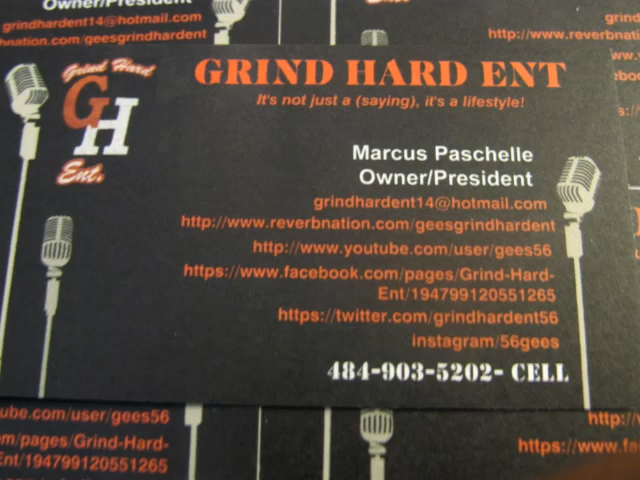 Owner/President
grindhardent14@hotmail.com
bnation.com/geesgrindhardent
http://www.reverbn
Grind Hard
GH
Ent.
GRIND HARD ENT
It's not just a (saying), it's a lifestyle!
Marcus Paschelle
Owner/President
grindhardent14@hotmail.com
http://www.reverbnation.com/geesgrindhardent
http://www.youtube.com/user/gees56
https://www.facebook.com/pages/Grind-Hard-
Ent/194799120551265
https://twitter.com/grindhardent56
instagram/56gees
484-903-5202- CELL
ube.com/user/gees56
m/pages/Grind-Hard-
Ent/194799120551265
http://
https://www.fa